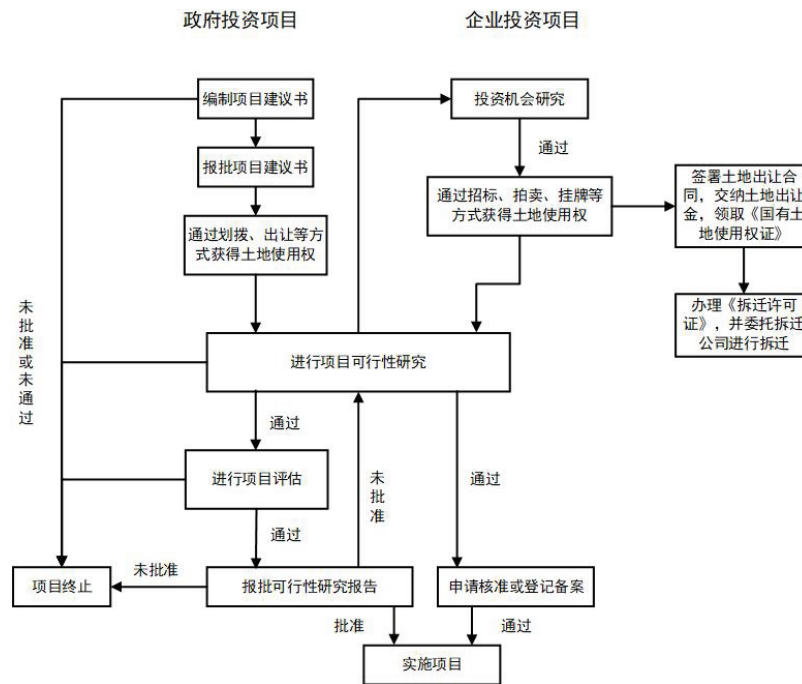 政府投资项目
企业投资项目
编制项目建议书
投资机会研究
通过
报批项目建议书
通过招标、拍卖、挂牌等
方式获得土地使用权
签署土地出让合
同，交纳土地出让
金，领取《国有土
地使用权证》
通过划拨、出让等方
式获得土地使用权
办理《拆迁许可
证》，并委托拆迁
公司进行拆迁
未批准或未通过
进行项目可行性研究
通过
未批准
通过
进行项目评估
通过
项目终止
未批准
报批可行性研究报告
申请核准或登记备案
批准
通过
实施项目